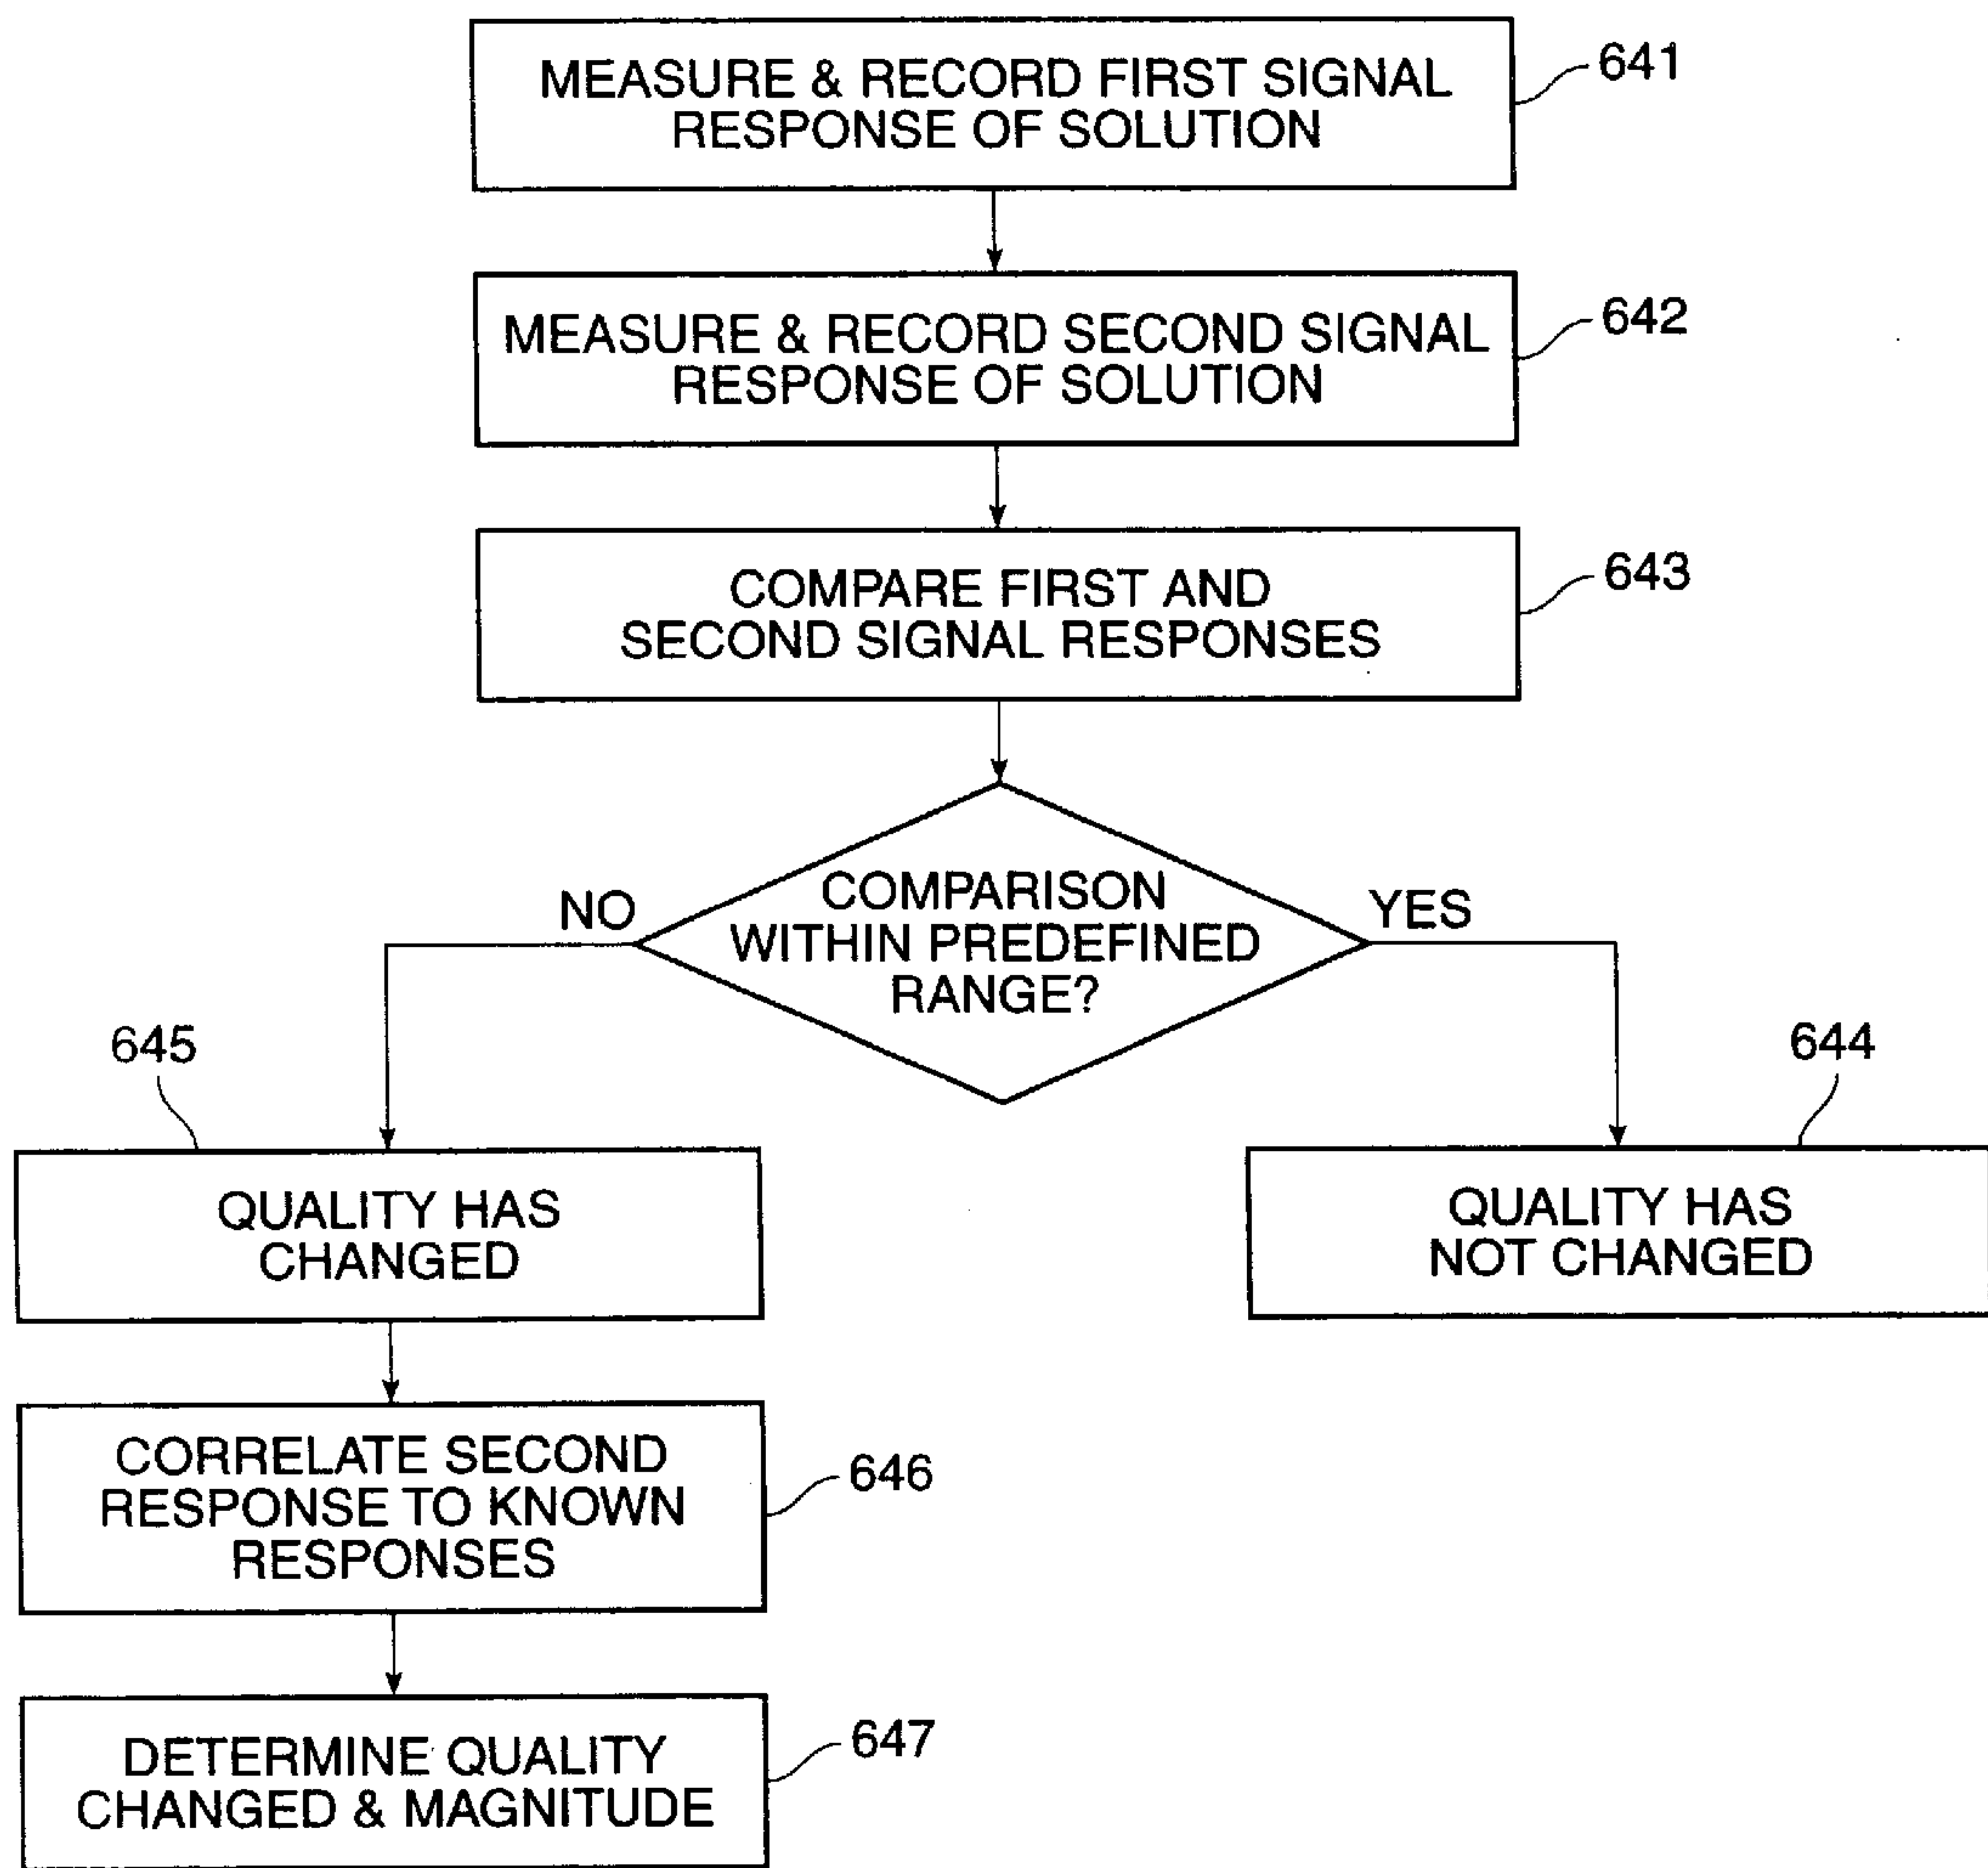 MEASURE & RECORD FIRST SIGNAL
RESPONSE OF SOLUTION
641
MEASURE & RECORD SECOND SIGNAL
RESPONSE OF SOLUTION
642
COMPARE FIRST AND
SECOND SIGNAL RESPONSES
643
COMPARISON
WITHIN PREDEFINED
RANGE?
NO
YES
645
644
QUALITY HAS
CHANGED
QUALITY HAS
NOT CHANGED
CORRELATE SECOND
RESPONSE TO KNOWN
RESPONSES
646
DETERMINE QUALITY
CHANGED & MAGNITUDE
647